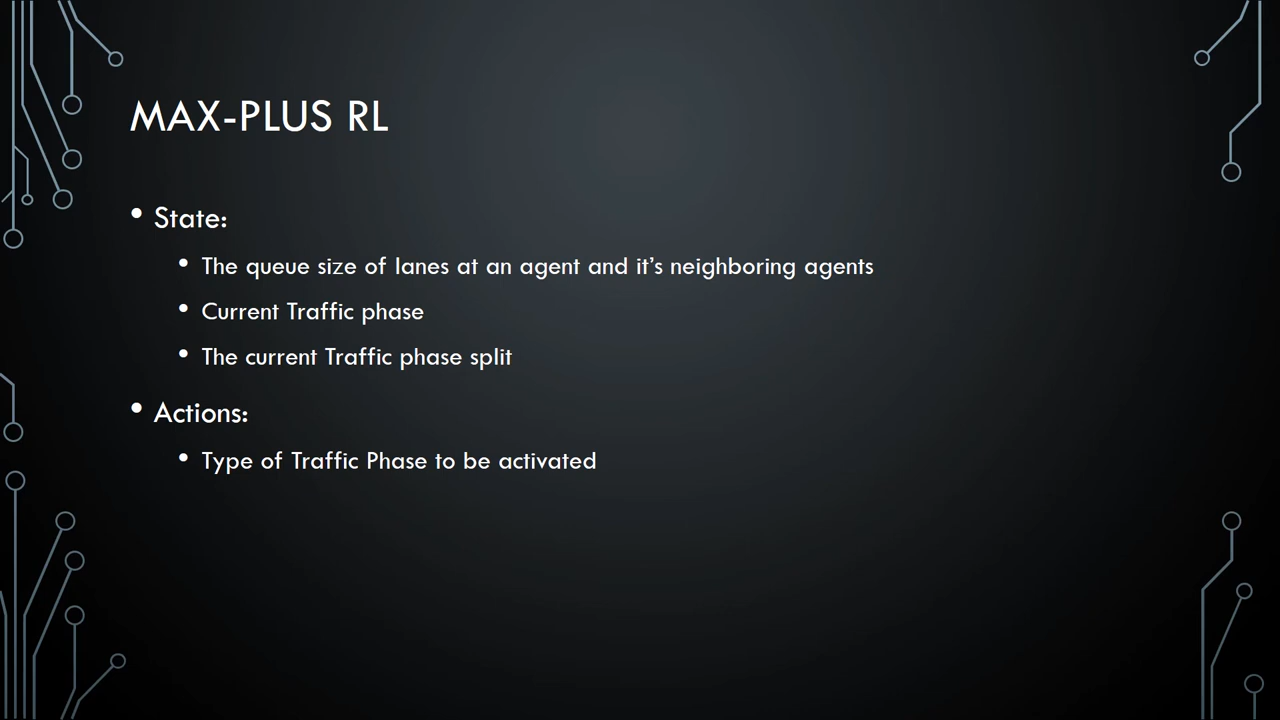 MAX-PLUS RL
• State:
• The queue size of lanes at an agent and it’s neighboring agents
• Current Traffic phase
• The current Traffic phase split
• Actions:
• Type of Traffic Phase to be activated